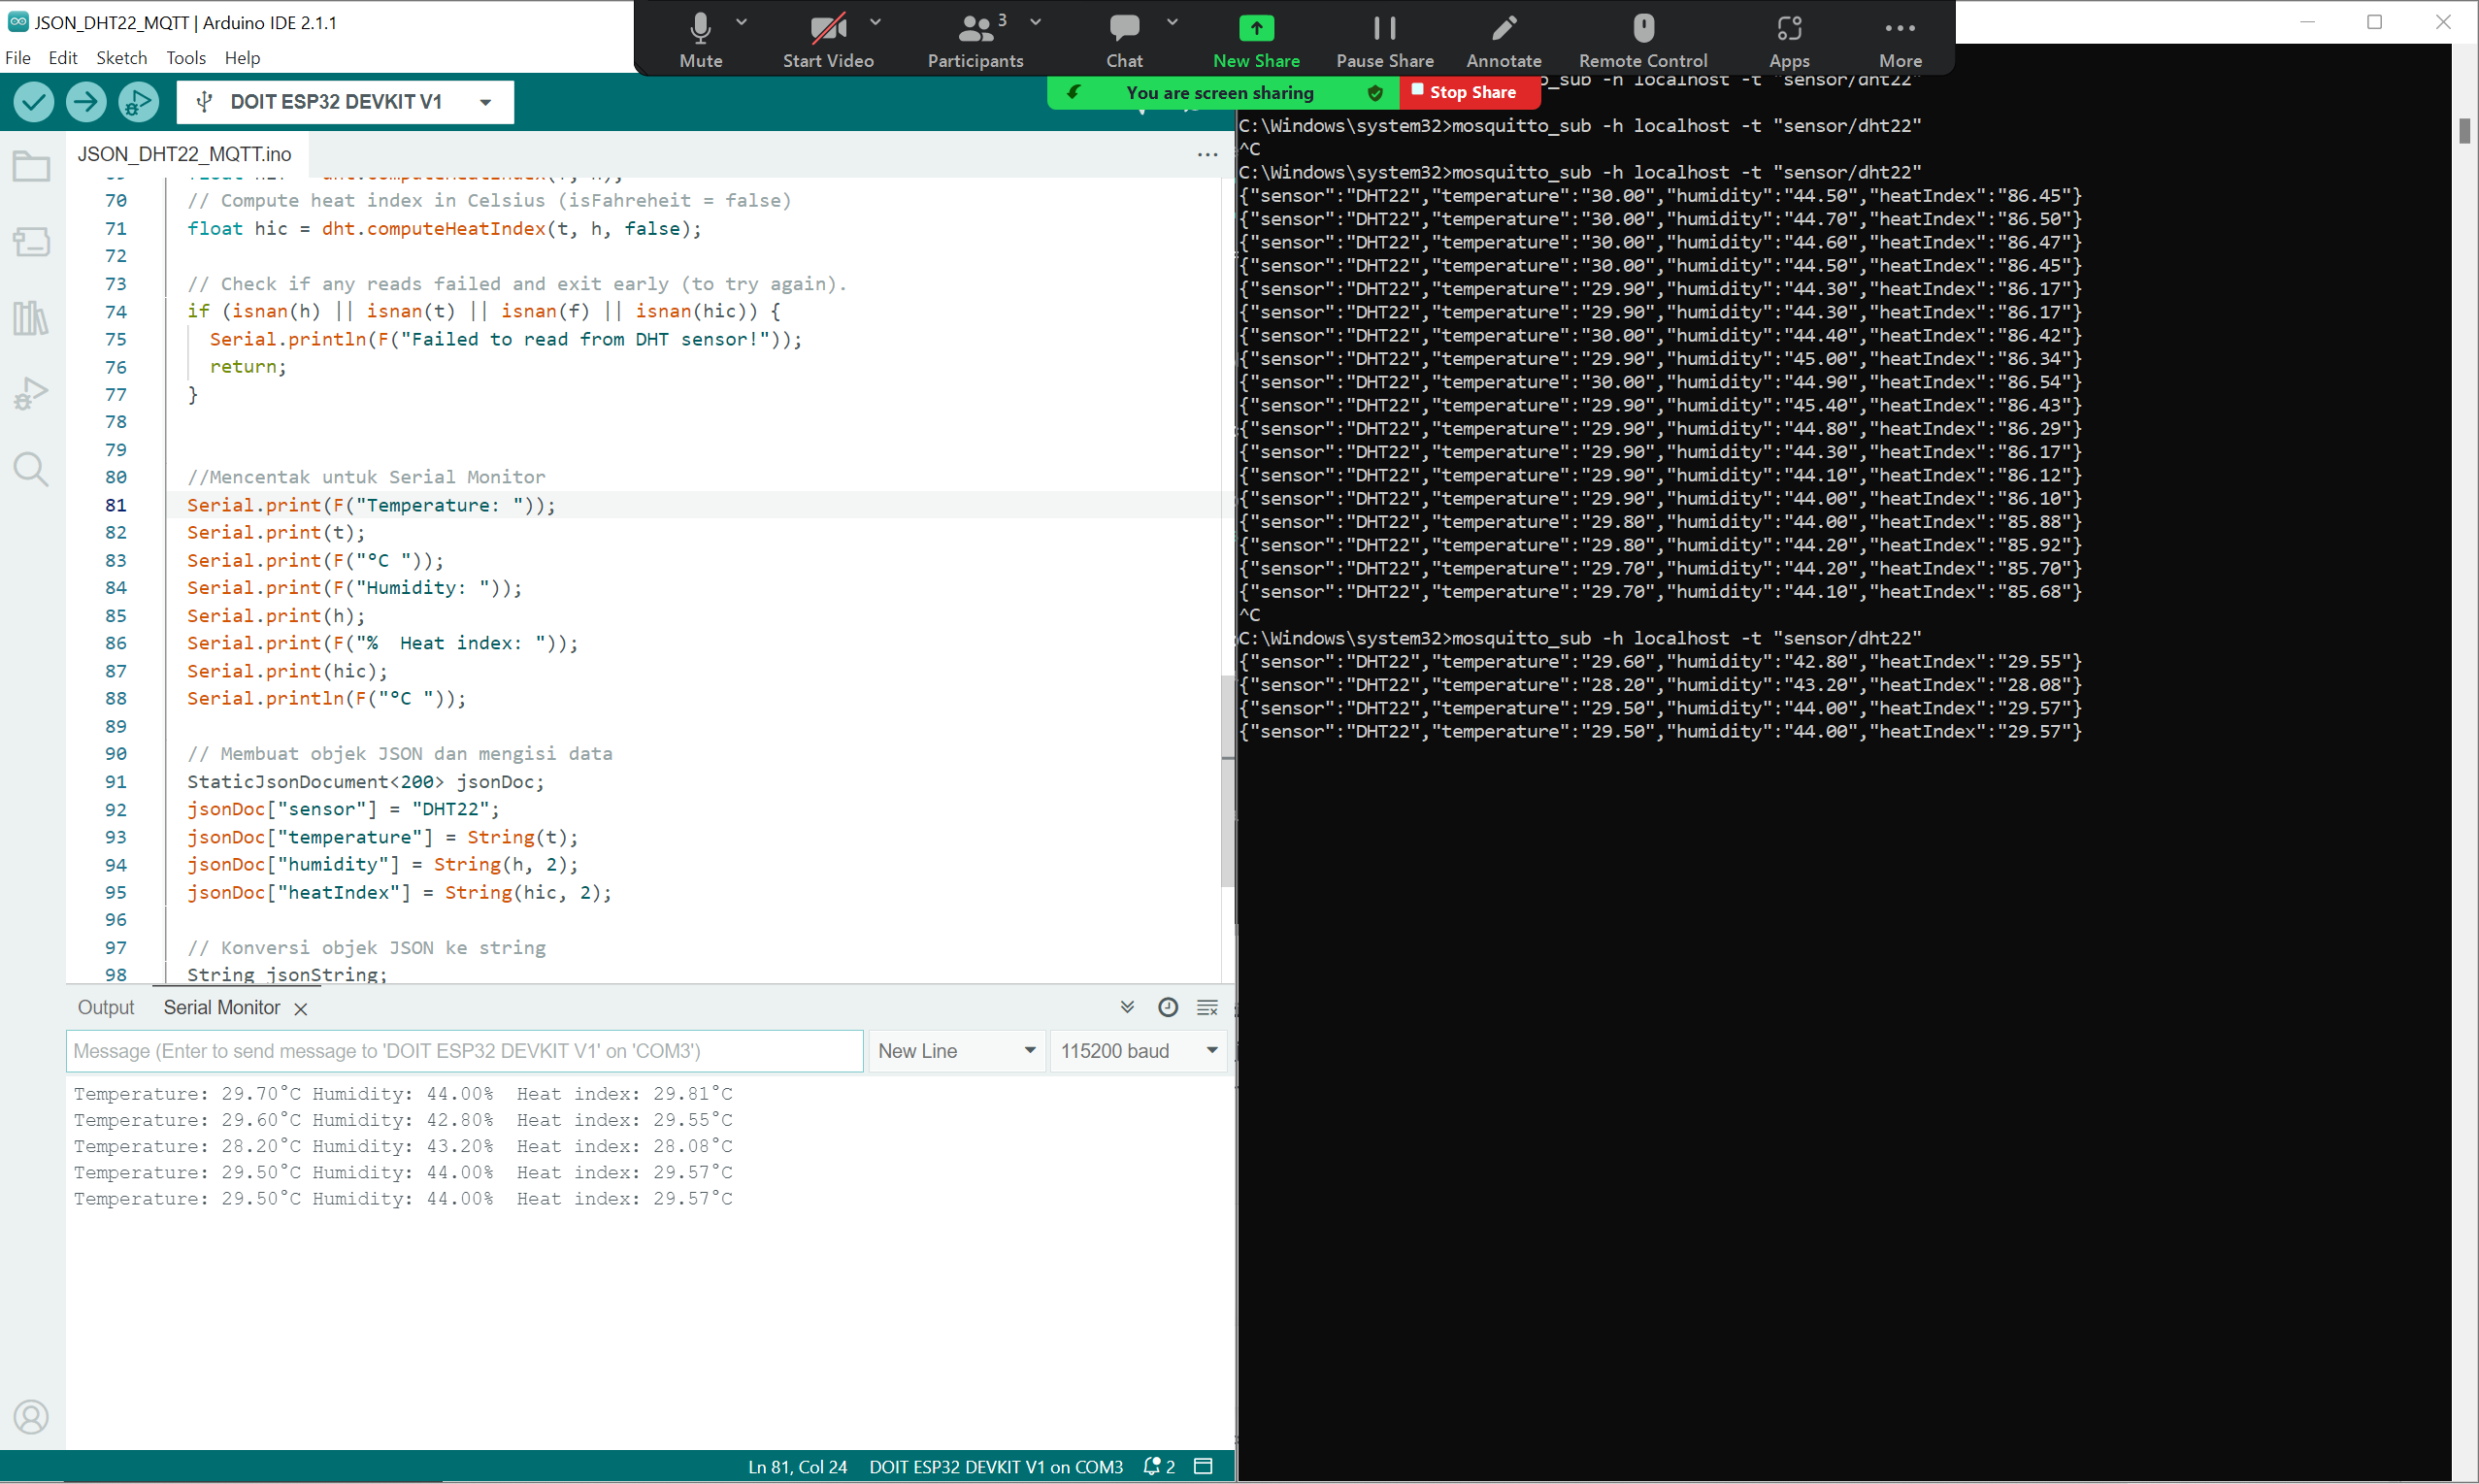 JSON_DHT22_MQTT | Arduino IDE 2.1.1
File Edit Sketch Tools Help
Mute Start Video Participants 3 Chat New Share Pause Share Annotate Remote Control Apps More
You are screen sharing Stop Share
DOIT ESP32 DEVKIT V1
JSON_DHT22_MQTT.ino
70 // Compute heat index in Celsius (isFahreheit = false)
71 float hic = dht.computeHeatIndex(t, h, false);
72
73 // Check if any reads failed and exit early (to try again).
74 if (isnan(h) || isnan(t) || isnan(f) || isnan(hic)) {
75 Serial.println(F("Failed to read from DHT sensor!"));
76 return;
77 }
78
79
80 //Mencentak untuk Serial Monitor
81 Serial.print(F("Temperature: "));
82 Serial.print(t);
83 Serial.print(F("°C "));
84 Serial.print(F("Humidity: "));
85 Serial.print(h);
86 Serial.print(F("%  Heat index: "));
87 Serial.print(hic);
88 Serial.println(F("°C "));
89
90 // Membuat objek JSON dan mengisi data
91 StaticJsonDocument<200> jsonDoc;
92 jsonDoc["sensor"] = "DHT22";
93 jsonDoc["temperature"] = String(t);
94 jsonDoc["humidity"] = String(h, 2);
95 jsonDoc["heatIndex"] = String(hic, 2);
96
97 // Konversi objek JSON ke string
98 String jsonString;
Output Serial Monitor
Message (Enter to send message to 'DOIT ESP32 DEVKIT V1' on 'COM3')
New Line 115200 baud
Temperature: 29.70°C Humidity: 44.00%  Heat index: 29.81°C
Temperature: 29.60°C Humidity: 42.80%  Heat index: 29.55°C
Temperature: 28.20°C Humidity: 43.20%  Heat index: 28.08°C
Temperature: 29.50°C Humidity: 44.00%  Heat index: 29.57°C
Temperature: 29.50°C Humidity: 44.00%  Heat index: 29.57°C
Ln 81, Col 24 DOIT ESP32 DEVKIT V1 on COM3 2
_sub -h localhost -t "sensor/dht22"
C:\Windows\system32>mosquitto_sub -h localhost -t "sensor/dht22"
^C
C:\Windows\system32>mosquitto_sub -h localhost -t "sensor/dht22"
{"sensor":"DHT22","temperature":"30.00","humidity":"44.50","heatIndex":"86.45"}
{"sensor":"DHT22","temperature":"30.00","humidity":"44.70","heatIndex":"86.50"}
{"sensor":"DHT22","temperature":"30.00","humidity":"44.60","heatIndex":"86.47"}
{"sensor":"DHT22","temperature":"30.00","humidity":"44.50","heatIndex":"86.45"}
{"sensor":"DHT22","temperature":"29.90","humidity":"44.30","heatIndex":"86.17"}
{"sensor":"DHT22","temperature":"29.90","humidity":"44.30","heatIndex":"86.17"}
{"sensor":"DHT22","temperature":"30.00","humidity":"44.40","heatIndex":"86.42"}
{"sensor":"DHT22","temperature":"29.90","humidity":"45.00","heatIndex":"86.34"}
{"sensor":"DHT22","temperature":"30.00","humidity":"44.90","heatIndex":"86.54"}
{"sensor":"DHT22","temperature":"29.90","humidity":"45.40","heatIndex":"86.43"}
{"sensor":"DHT22","temperature":"29.90","humidity":"44.80","heatIndex":"86.29"}
{"sensor":"DHT22","temperature":"29.90","humidity":"44.30","heatIndex":"86.17"}
{"sensor":"DHT22","temperature":"29.90","humidity":"44.10","heatIndex":"86.12"}
{"sensor":"DHT22","temperature":"29.90","humidity":"44.00","heatIndex":"86.10"}
{"sensor":"DHT22","temperature":"29.80","humidity":"44.00","heatIndex":"85.88"}
{"sensor":"DHT22","temperature":"29.80","humidity":"44.20","heatIndex":"85.92"}
{"sensor":"DHT22","temperature":"29.70","humidity":"44.20","heatIndex":"85.70"}
{"sensor":"DHT22","temperature":"29.70","humidity":"44.10","heatIndex":"85.68"}
^C
C:\Windows\system32>mosquitto_sub -h localhost -t "sensor/dht22"
{"sensor":"DHT22","temperature":"29.60","humidity":"42.80","heatIndex":"29.55"}
{"sensor":"DHT22","temperature":"28.20","humidity":"43.20","heatIndex":"28.08"}
{"sensor":"DHT22","temperature":"29.50","humidity":"44.00","heatIndex":"29.57"}
{"sensor":"DHT22","temperature":"29.50","humidity":"44.00","heatIndex":"29.57"}